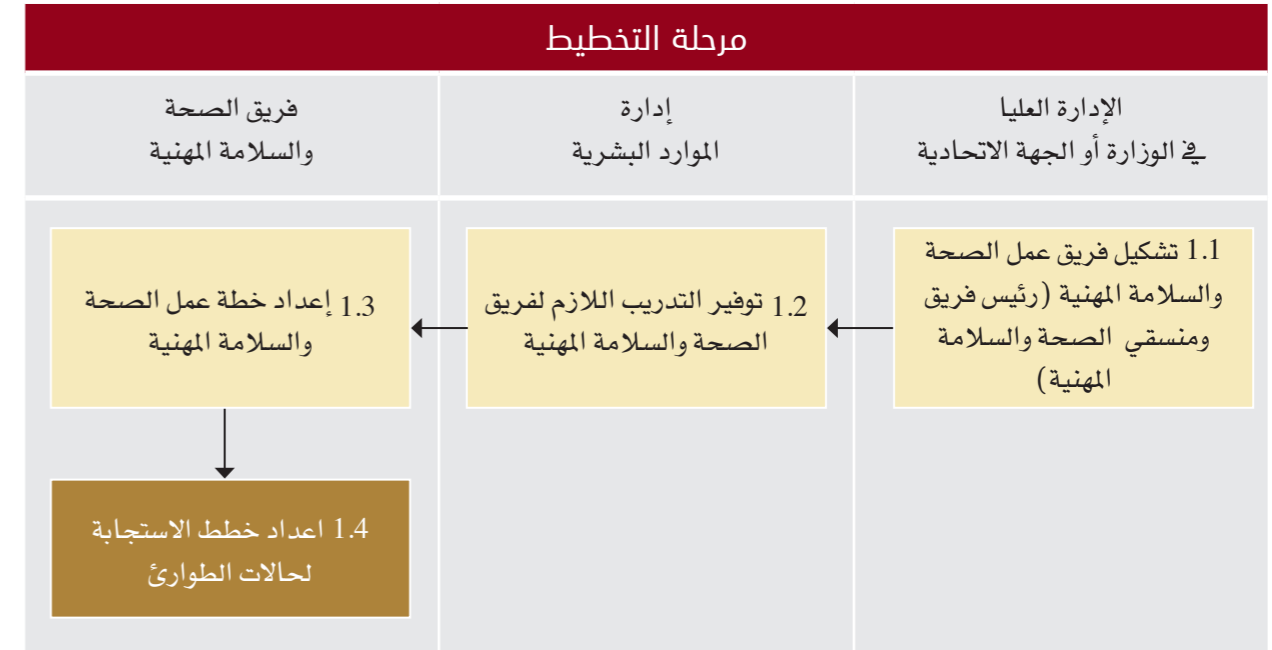 مرحلة التخطيط
الإدارة العليا
في الوزارة أو الجهة الاتحادية
إدارة
الموارد البشرية
فريق الصحة
والسلامة المهنية
1.1 تشكيل فريق عمل الصحة
والسلامة المهنية (رئيس فريق
ومنسقي الصحة والسلامة
المهنية)
1.2 توفير التدريب اللازم لفريق
الصحة والسلامة المهنية
1.3 إعداد خطة عمل الصحة
والسلامة المهنية
1.4 اعداد خطط الاستجابة
لحالات الطوارئ